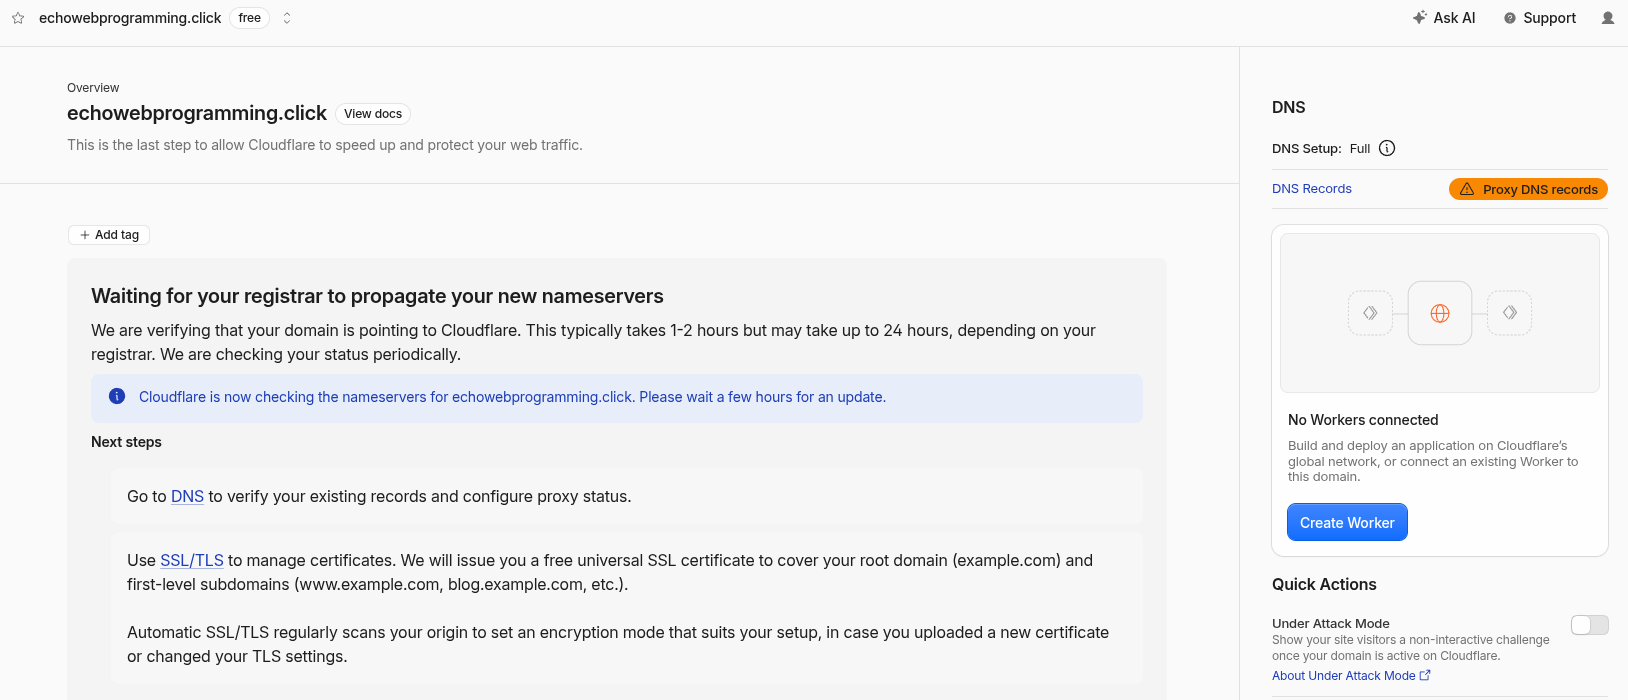 echowebprogramming.click free
Ask AI Support
Overview
echowebprogramming.click View docs
This is the last step to allow Cloudflare to speed up and protect your web traffic.
+ Add tag
Waiting for your registrar to propagate your new nameservers
We are verifying that your domain is pointing to Cloudflare. This typically takes 1-2 hours but may take up to 24 hours, depending on your
registrar. We are checking your status periodically.
Cloudflare is now checking the nameservers for echowebprogramming.click. Please wait a few hours for an update.
Next steps
Go to DNS to verify your existing records and configure proxy status.
Use SSL/TLS to manage certificates. We will issue you a free universal SSL certificate to cover your root domain (example.com) and
first-level subdomains (www.example.com, blog.example.com, etc.).
Automatic SSL/TLS regularly scans your origin to set an encryption mode that suits your setup, in case you uploaded a new certificate
or changed your TLS settings.
DNS
DNS Setup: Full
DNS Records Proxy DNS records
No Workers connected
Build and deploy an application on Cloudflare’s
global network, or connect an existing Worker to
this domain.
Create Worker
Quick Actions
Under Attack Mode
Show your site visitors a non-interactive challenge
once your domain is active on Cloudflare.
About Under Attack Mode